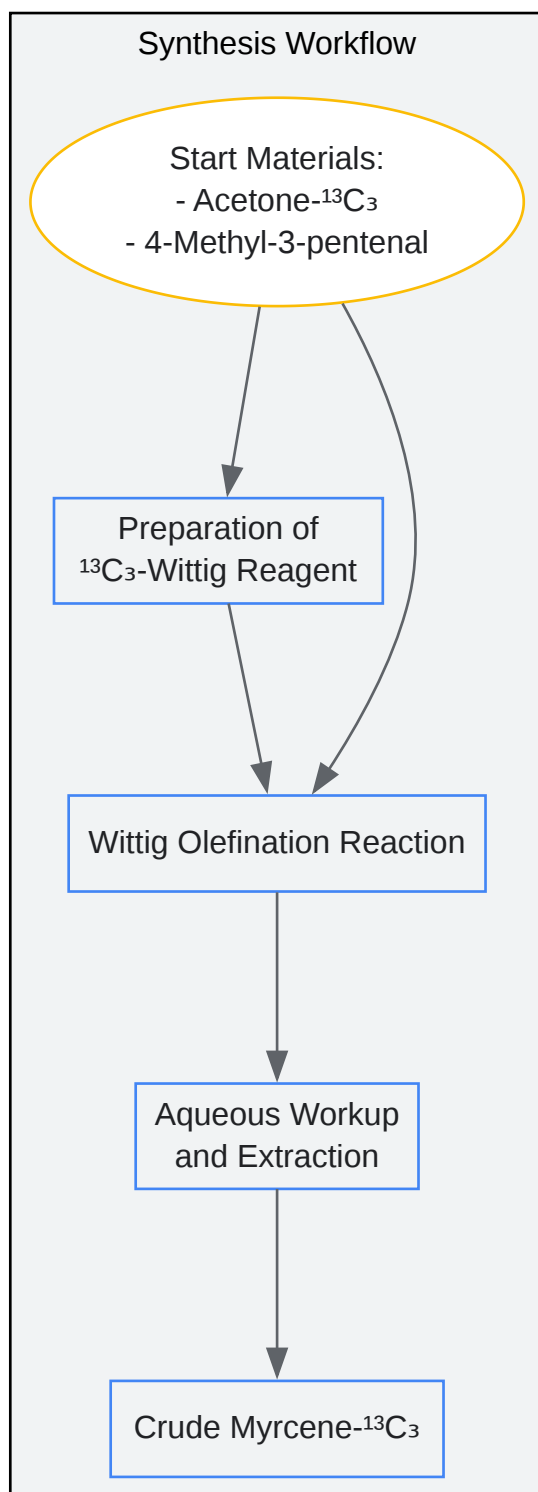 Synthesis Workflow
Start Materials:
- Acetone-¹³C₃
- 4-Methyl-3-pentenal
Preparation of
¹³C₃-Wittig Reagent
Wittig Olefination Reaction
Aqueous Workup
and Extraction
Crude Myrcene-¹³C₃